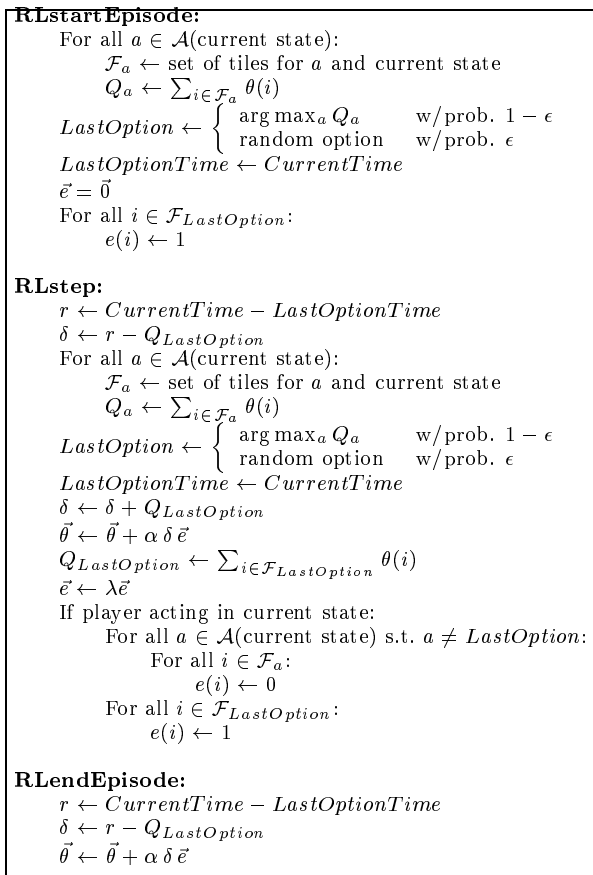 RLstartEpisode:
For all a ∈ 𝒜(current state):
ℱ_a ← set of tiles for a and current state
Q_a ← ∑_{i∈ℱ_a} θ(i)
LastOption ← { arg max_a Q_a w/prob. 1 − ϵ
random option w/prob. ϵ
LastOptionTime ← CurrentTime
e⃗ = 0⃗
For all i ∈ ℱ_{LastOption}:
e(i) ← 1
RLstep:
r ← CurrentTime − LastOptionTime
δ ← r − Q_{LastOption}
For all a ∈ 𝒜(current state):
ℱ_a ← set of tiles for a and current state
Q_a ← ∑_{i∈ℱ_a} θ(i)
LastOption ← { arg max_a Q_a w/prob. 1 − ϵ
random option w/prob. ϵ
LastOptionTime ← CurrentTime
δ ← δ + Q_{LastOption}
θ⃗ ← θ⃗ + α δ e⃗
Q_{LastOption} ← ∑_{i∈ℱ_{LastOption}} θ(i)
e⃗ ← λe⃗
If player acting in current state:
For all a ∈ 𝒜(current state) s.t. a ≠ LastOption:
For all i ∈ ℱ_a:
e(i) ← 0
For all i ∈ ℱ_{LastOption}:
e(i) ← 1
RLendEpisode:
r ← CurrentTime − LastOptionTime
δ ← r − Q_{LastOption}
θ⃗ ← θ⃗ + α δ e⃗